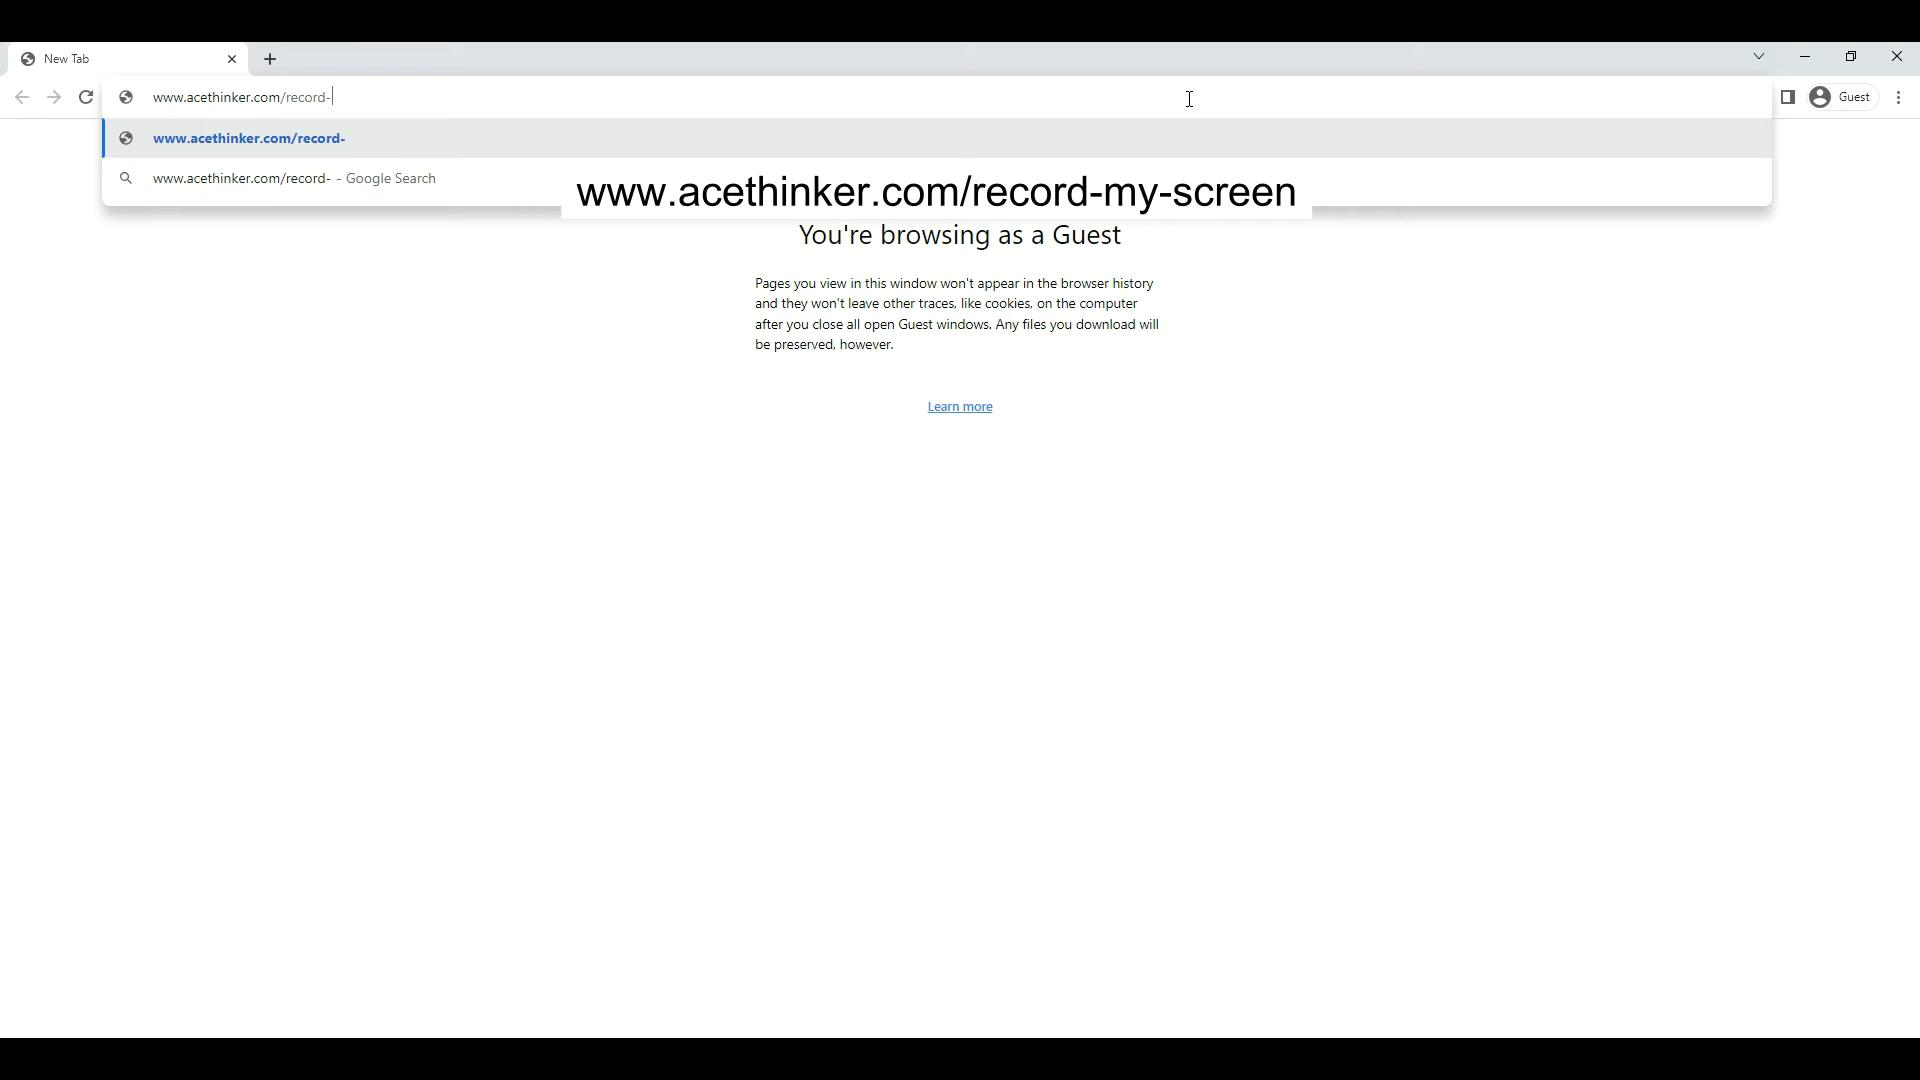 New Tab
www.acethinker.com/record-
Guest
www.acethinker.com/record-
www.acethinker.com/record- - Google Search
www.acethinker.com/record-my-screen
You're browsing as a Guest
Pages you view in this window won't appear in the browser history
and they won't leave other traces, like cookies, on the computer
after you close all open Guest windows. Any files you download will
be preserved, however.
Learn more